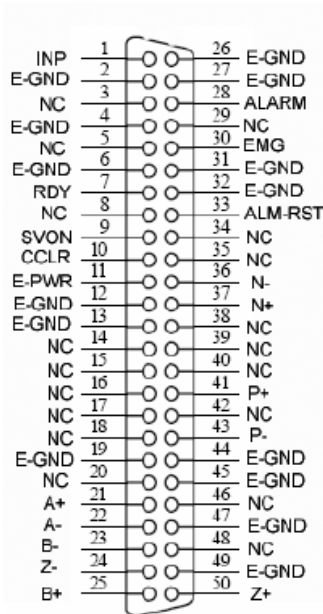 INP 1 26 E-GND
E-GND 2 27 E-GND
NC 3 28 ALARM
E-GND 4 29 NC
NC 5 30 EMG
E-GND 6 31 E-GND
RDY 7 32 E-GND
NC 8 33 ALM-RST
SVON 9 34 NC
CCLR 10 35 NC
E-PWR 11 36 N-
E-GND 12 37 N+
E-GND 13 38 NC
NC 14 39 NC
NC 15 40 NC
NC 16 41 P+
NC 17 42 NC
NC 18 43 P-
E-GND 19 44 E-GND
NC 20 45 E-GND
A+ 21 46 NC
A- 22 47 E-GND
B- 23 48 NC
Z- 24 49 E-GND
B+ 25 50 Z+